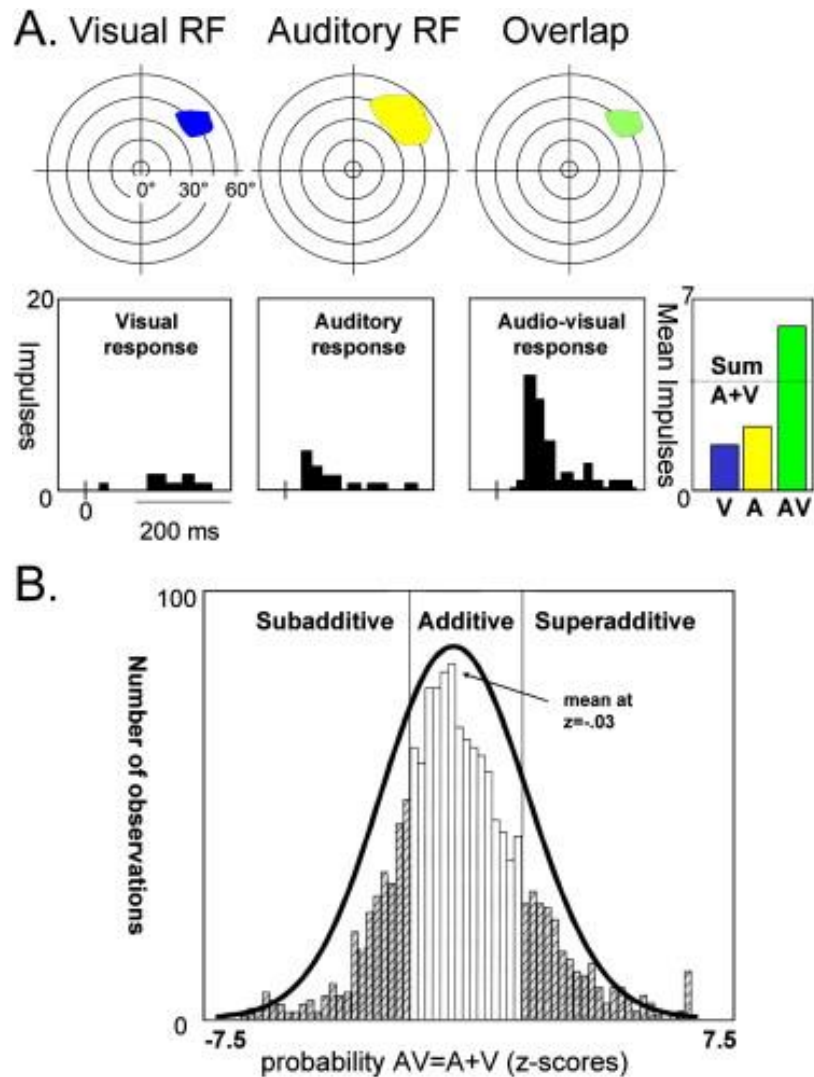 A. Visual RF Auditory RF Overlap
0° 30° 60°
20
Impulses
0
Visual
response
0
200 ms
Auditory
response
Audio-visual
response
7
Mean Impulses
0
Sum
A+V
V A AV
B.
100
Number of observations
0
Subadditive Additive Superadditive
mean at
z=-.03
-7.5 7.5
probability AV=A+V (z-scores)